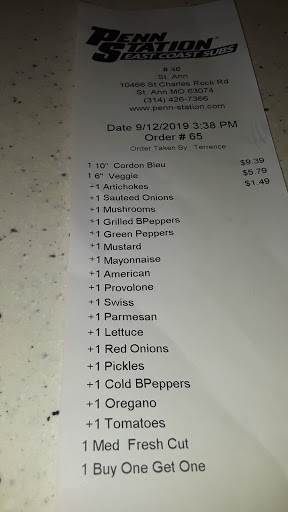 PENN
STATION
EAST COAST SUBS
# 46
St. Ann
10466 St Charles Rock Rd
St. Ann MO 63074
(314) 426-7366
www.penn-station.com
Date 9/12/2019 3:38 PM
Order # 65
Order Taken By: Terrence
1 10" Cordon Bleu $9.39
1 6" Veggie $5.79
+1 Artichokes $1.49
+1 Sauteed Onions
+1 Mushrooms
+1 Grilled BPeppers
+1 Green Peppers
+1 Mustard
+1 Mayonnaise
+1 American
+1 Provolone
+1 Swiss
+1 Parmesan
+1 Lettuce
+1 Red Onions
+1 Pickles
+1 Cold BPeppers
+1 Oregano
+1 Tomatoes
1 Med Fresh Cut
1 Buy One Get One